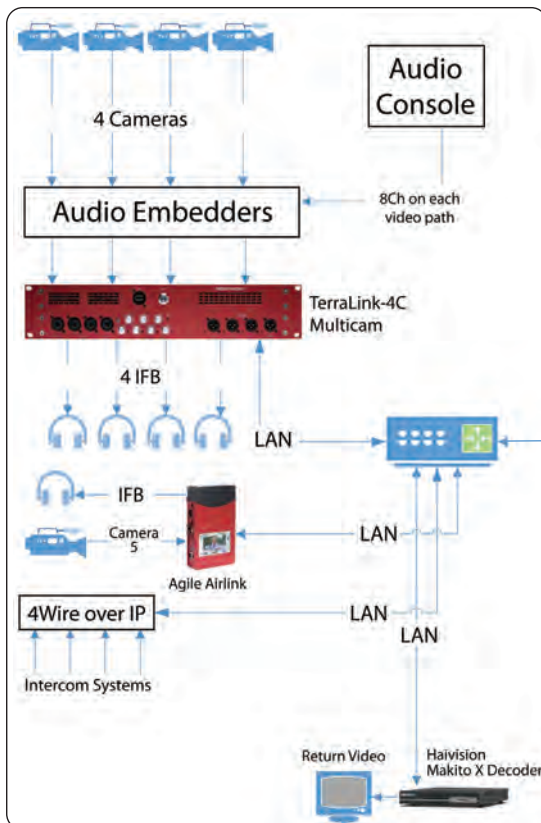 4 Cameras
Audio
Console
Audio Embedders
8Ch on each
video path
TerraLink-4C
Multicam
4 IFB
LAN
IFB
Camera
5
LAN
Agile Airlink
4Wire over IP
LAN
LAN
Intercom Systems
Return Video
Haivision
Makito X Decoder